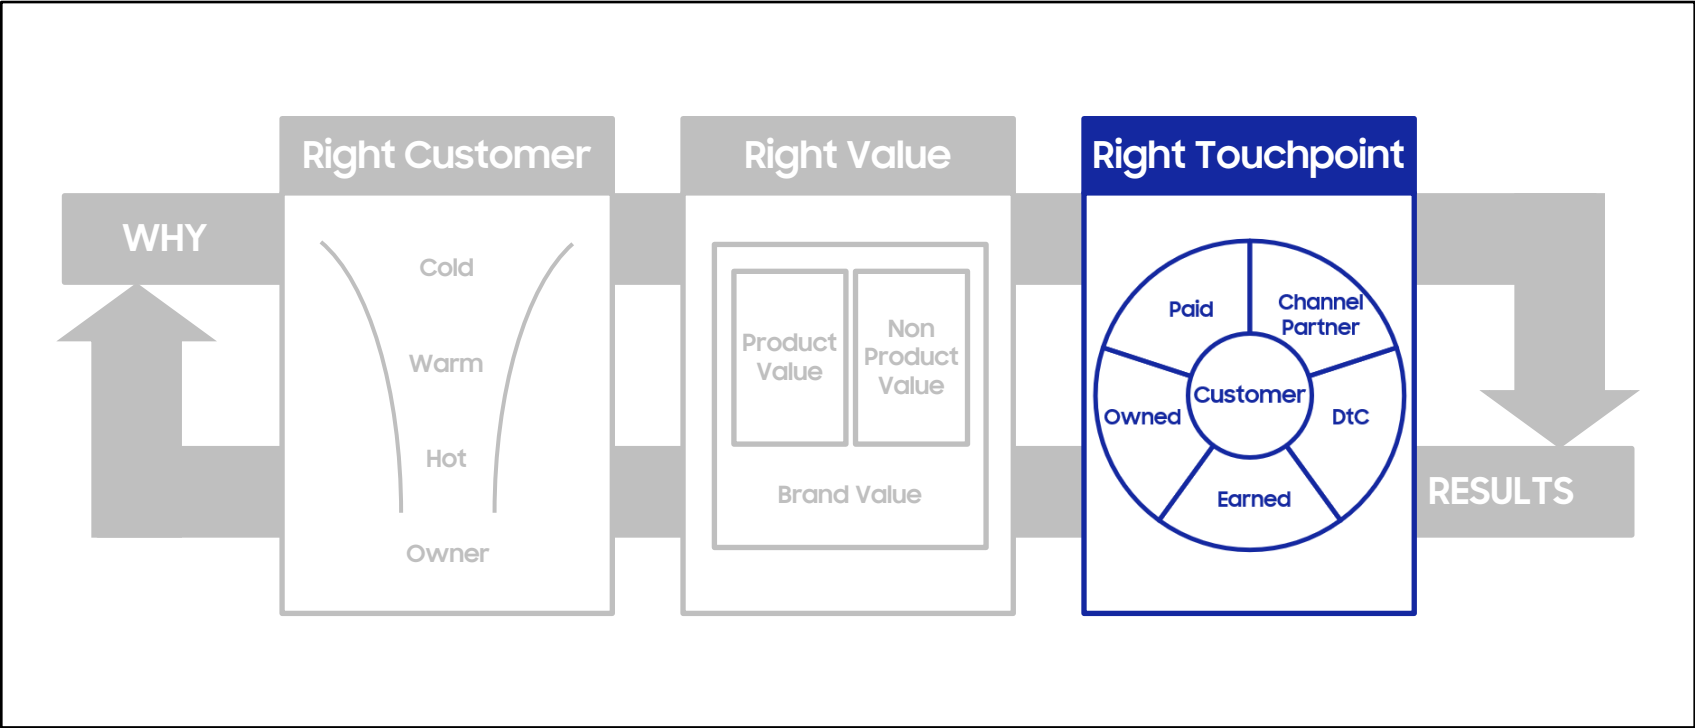 Right Customer
Right Value
Right Touchpoint
WHY
Cold
Warm
Hot
Owner
Product
Value
Non
Product
Value
Brand Value
Paid
Channel
Partner
Customer
Owned
DtC
Earned
RESULTS